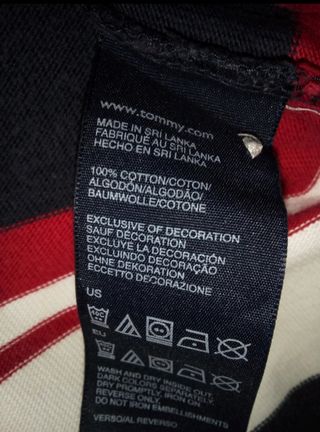 www.tommy.com
MADE IN SRI LANKA
FABRIQUÉ AU SRI LANKA
HECHO EN SRI LANKA
100% COTTON/COTON/
ALGODÓN/ALGODÃO/
BAUMWOLLE/COTONE
EXCLUSIVE OF DECORATION
SAUF DECORATION
EXCLUYE LA DECORACIÓN
EXCLUINDO DECORAÇÃO
OHNE DEKORATION
ECCETTO DECORAZIONE
US
EU
WASH AND DRY INSIDE OUT
DARK COLORS SEPARATELY
DRY PROMPTLY, IRON REVERSE
ONLY, DO NOT
DO NOT IRON EMBELLISHMENTS
VERSO/AL REVERSO